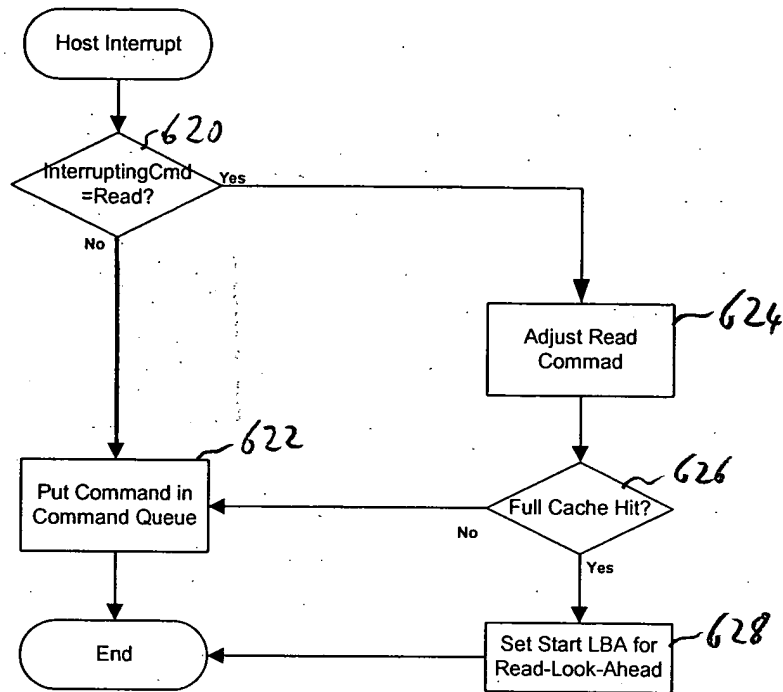 Host Interrupt
620
InterruptingCmd
=Read?
Yes
No
624
Adjust Read
Commad
622
Put Command in
Command Queue
626
Full Cache Hit?
No
Yes
End
628
Set Start LBA for
Read-Look-Ahead